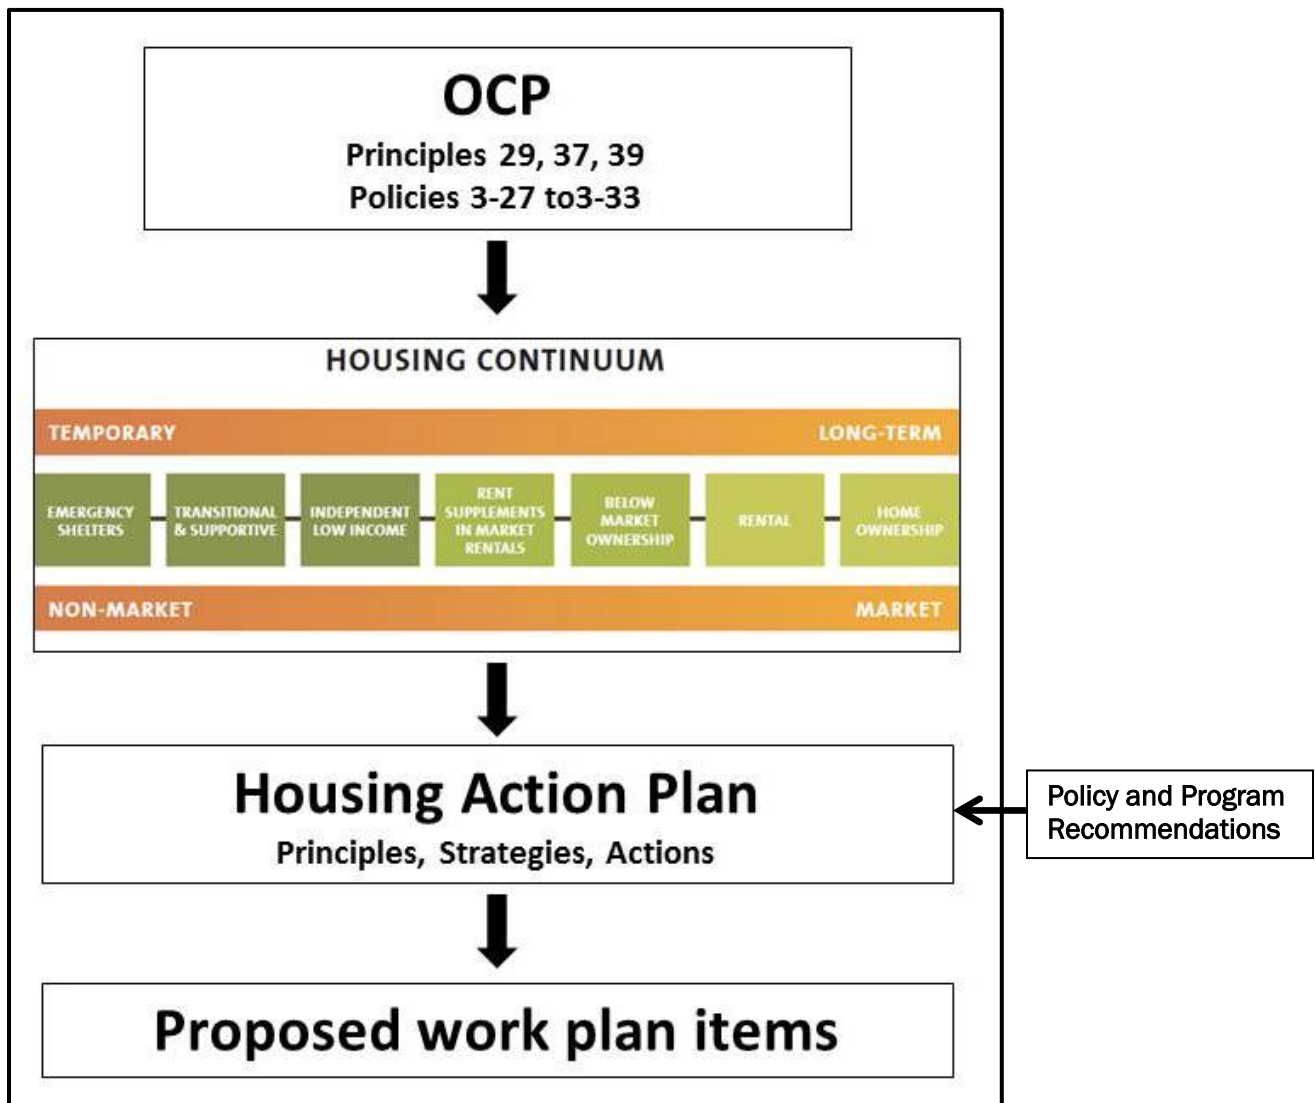 OCP
Principles 29, 37, 39
Policies 3-27 to3-33
HOUSING CONTINUUM
TEMPORARY
LONG-TERM
EMERGENCY
SHELTERS
TRANSITIONAL
& SUPPORTIVE
INDEPENDENT
LOW INCOME
RENT
SUPPLEMENTS
IN MARKET
RENTALS
BELOW
MARKET
OWNERSHIP
RENTAL
HOME
OWNERSHIP
NON-MARKET
MARKET
Housing Action Plan
Principles, Strategies, Actions
Policy and Program
Recommendations
Proposed work plan items